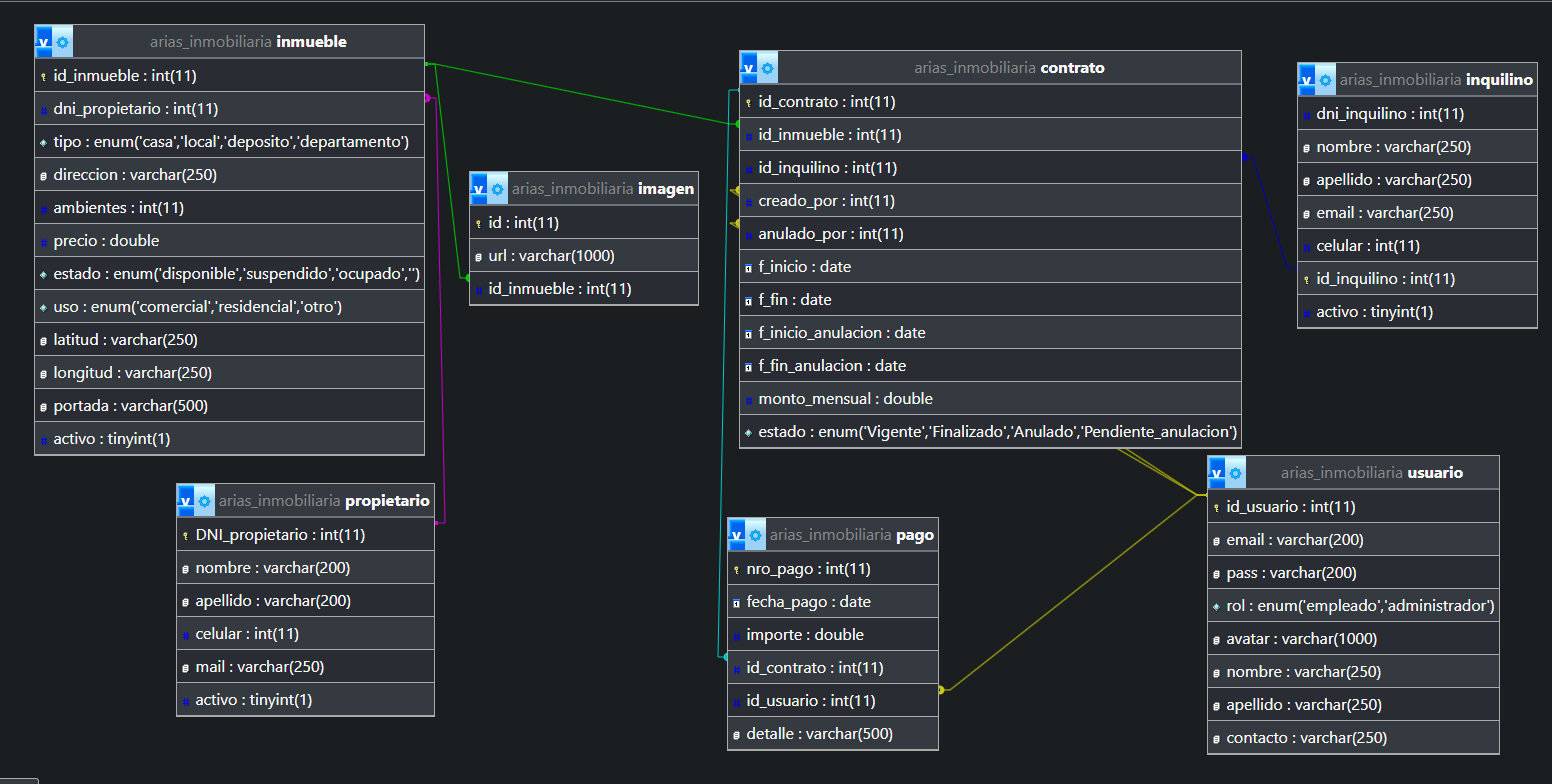 arias_inmobiliaria inmueble
id_inmueble : int(11)
dni_propietario : int(11)
tipo : enum('casa','local','deposito','departamento')
direccion : varchar(250)
ambientes : int(11)
precio : double
estado : enum('disponible','suspendido','ocupado','')
uso : enum('comercial','residencial','otro')
latitud : varchar(250)
longitud : varchar(250)
portada : varchar(500)
activo : tinyint(1)
arias_inmobiliaria propietario
DNI_propietario : int(11)
nombre : varchar(200)
apellido : varchar(200)
celular : int(11)
mail : varchar(250)
activo : tinyint(1)
arias_inmobiliaria imagen
id : int(11)
url : varchar(1000)
id_inmueble : int(11)
arias_inmobiliaria contrato
id_contrato : int(11)
id_inmueble : int(11)
id_inquilino : int(11)
creado_por : int(11)
anulado_por : int(11)
f_inicio : date
f_fin : date
f_inicio_anulacion : date
f_fin_anulacion : date
monto_mensual : double
estado : enum('Vigente','Finalizado','Anulado','Pendiente_anulacion')
arias_inmobiliaria pago
nro_pago : int(11)
fecha_pago : date
importe : double
id_contrato : int(11)
id_usuario : int(11)
detalle : varchar(500)
arias_inmobiliaria inquilino
dni_inquilino : int(11)
nombre : varchar(250)
apellido : varchar(250)
email : varchar(250)
celular : int(11)
id_inquilino : int(11)
activo : tinyint(1)
arias_inmobiliaria usuario
id_usuario : int(11)
email : varchar(200)
pass : varchar(200)
rol : enum('empleado','administrador')
avatar : varchar(1000)
nombre : varchar(250)
apellido : varchar(250)
contacto : varchar(250)